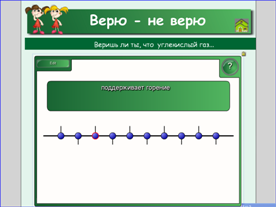 Верю - не верю
Веришь ли ты, что углекислый газ...
поддерживает горение
?